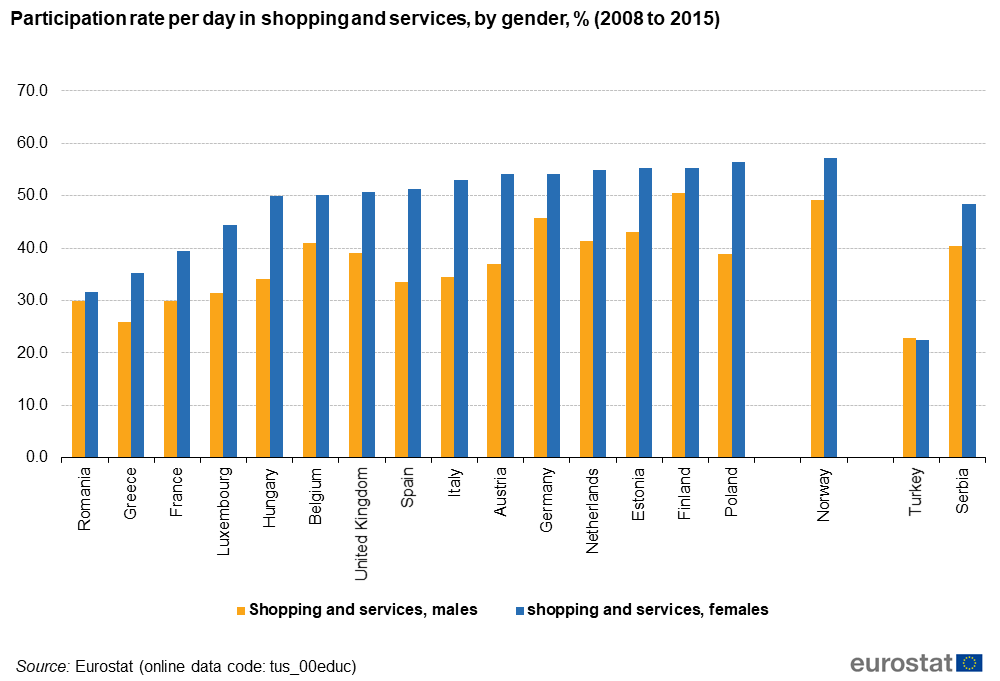 Participation rate per day in shopping and services, by gender, % (2008 to 2015)
70.0
60.0
50.0
40.0
30.0
20.0
10.0
0.0
Romania
Greece
France
Luxembourg
Hungary
Belgium
United Kingdom
Spain
Italy
Austria
Germany
Netherlands
Estonia
Finland
Poland
Norway
Turkey
Serbia
Shopping and services, males
shopping and services, females
Source: Eurostat (online data code: tus_00educ)
eurostat